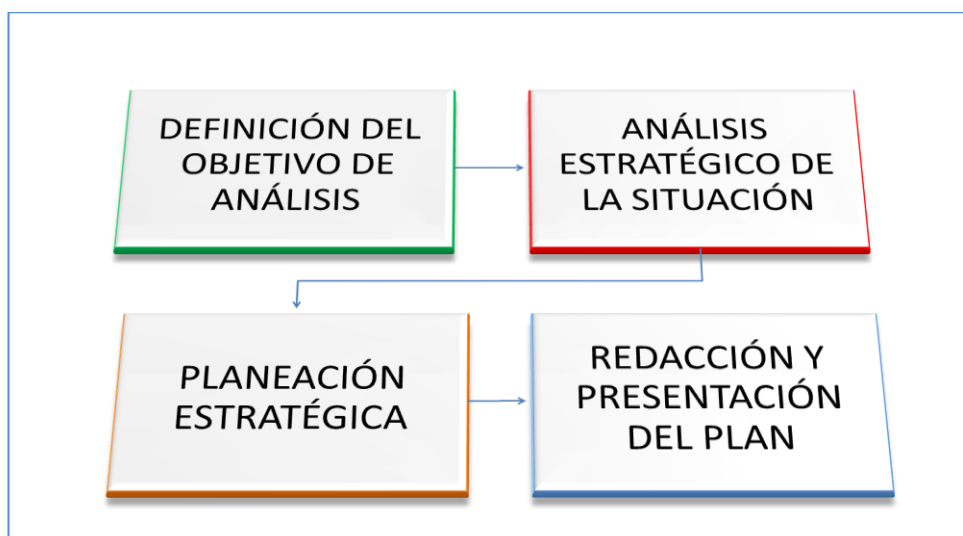 DEFINICIÓN DEL
OBJETIVO DE
ANÁLISIS
ANÁLISIS
ESTRATÉGICO DE
LA SITUACIÓN
PLANEACIÓN
ESTRATÉGICA
REDACCIÓN Y
PRESENTACIÓN
DEL PLAN